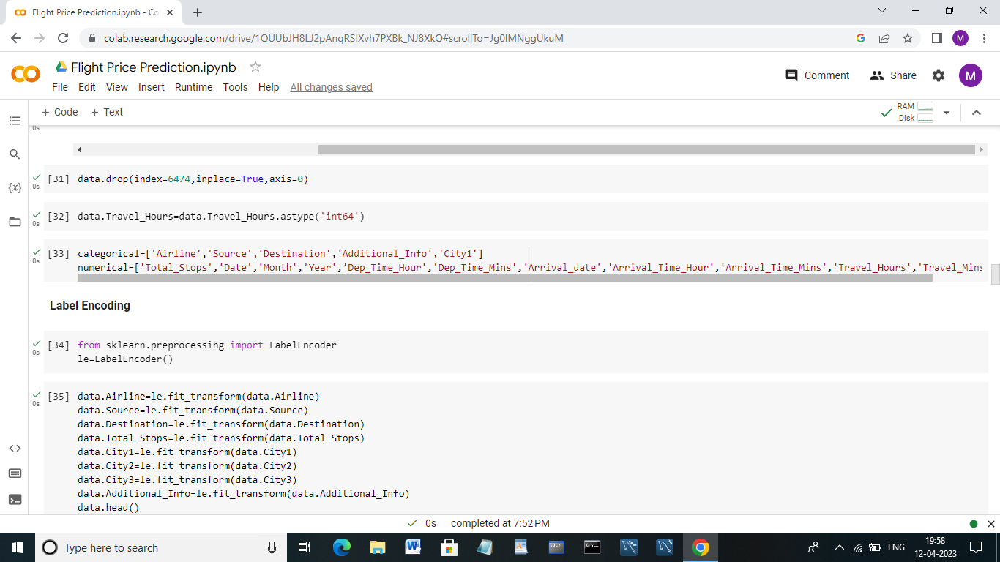 Flight Price Prediction.ipynb - Co
colab.research.google.com/drive/1QUUbJH8LJ2pAnqRSlXvh7PXBk_NJ8XkQ#scrollTo=Jg0lMNggUkuM
M
Flight Price Prediction.ipynb
File Edit View Insert Runtime Tools Help All changes saved
Comment Share M
+ Code + Text
RAM
Disk
0s
[31] data.drop(index=6474,inplace=True,axis=0)
0s
[32] data.Travel_Hours=data.Travel_Hours.astype('int64')
0s
[33] categorical=['Airline','Source','Destination','Additional_Info','City1']
0s
numerical=['Total_Stops','Date','Month','Year','Dep_Time_Hour','Dep_Time_Mins','Arrival_date','Arrival_Time_Hour','Arrival_Time_Mins','Travel_Hours','Travel_Mins
Label Encoding
[34] from sklearn.preprocessing import LabelEncoder
0s
le=LabelEncoder()
[35] data.Airline=le.fit_transform(data.Airline)
0s
data.Source=le.fit_transform(data.Source)
data.Destination=le.fit_transform(data.Destination)
data.Total_Stops=le.fit_transform(data.Total_Stops)
data.City1=le.fit_transform(data.City1)
data.City2=le.fit_transform(data.City2)
data.City3=le.fit_transform(data.City3)
data.Additional_Info=le.fit_transform(data.Additional_Info)
data.head()
0s completed at 7:52 PM
Type here to search
ENG
19:58
12-04-2023